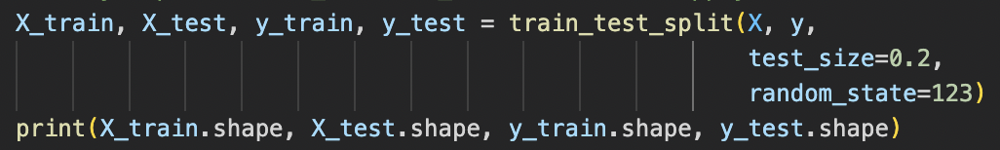 X_train, X_test, y_train, y_test = train_test_split(X, y,
test_size=0.2,
random_state=123)
print(X_train.shape, X_test.shape, y_train.shape, y_test.shape)